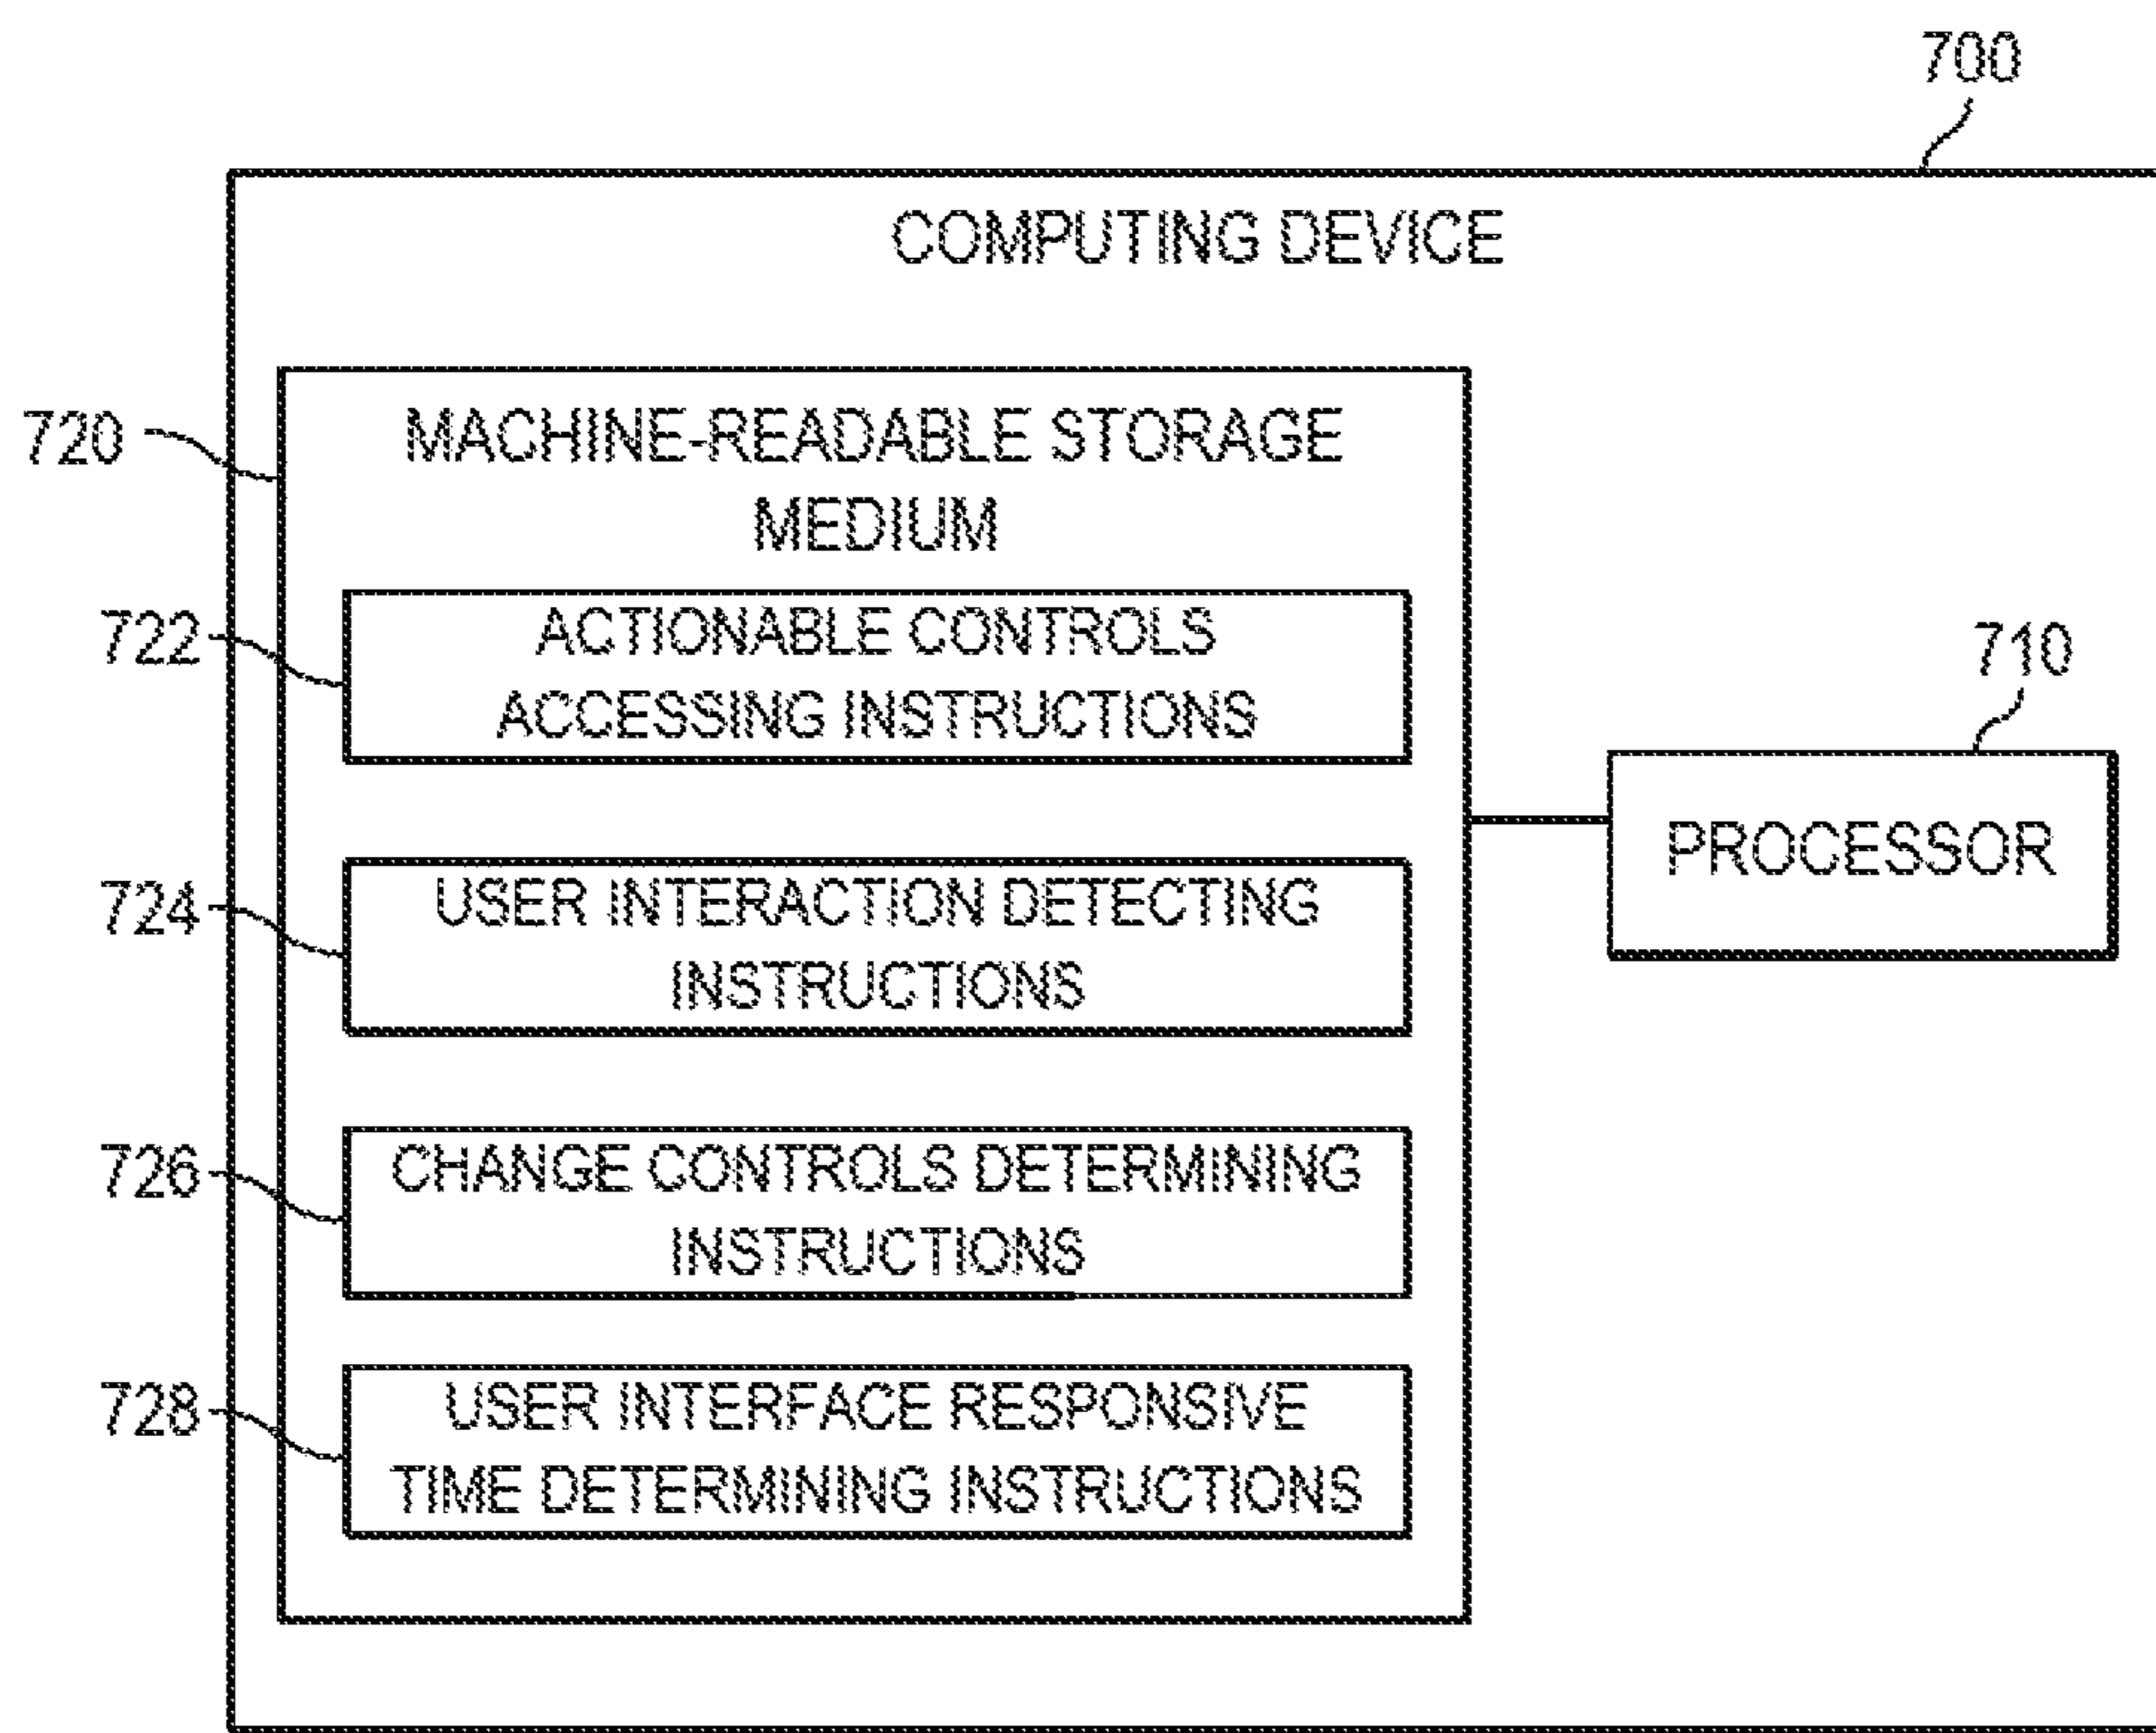 700
COMPUTING DEVICE
720
MACHINE-READABLE STORAGE
MEDIUM
722
ACTIONABLE CONTROLS
ACCESSING INSTRUCTIONS
710
PROCESSOR
724
USER INTERACTION DETECTING
INSTRUCTIONS
726
CHANGE CONTROLS DETERMINING
INSTRUCTIONS
728
USER INTERFACE RESPONSIVE
TIME DETERMINING INSTRUCTIONS